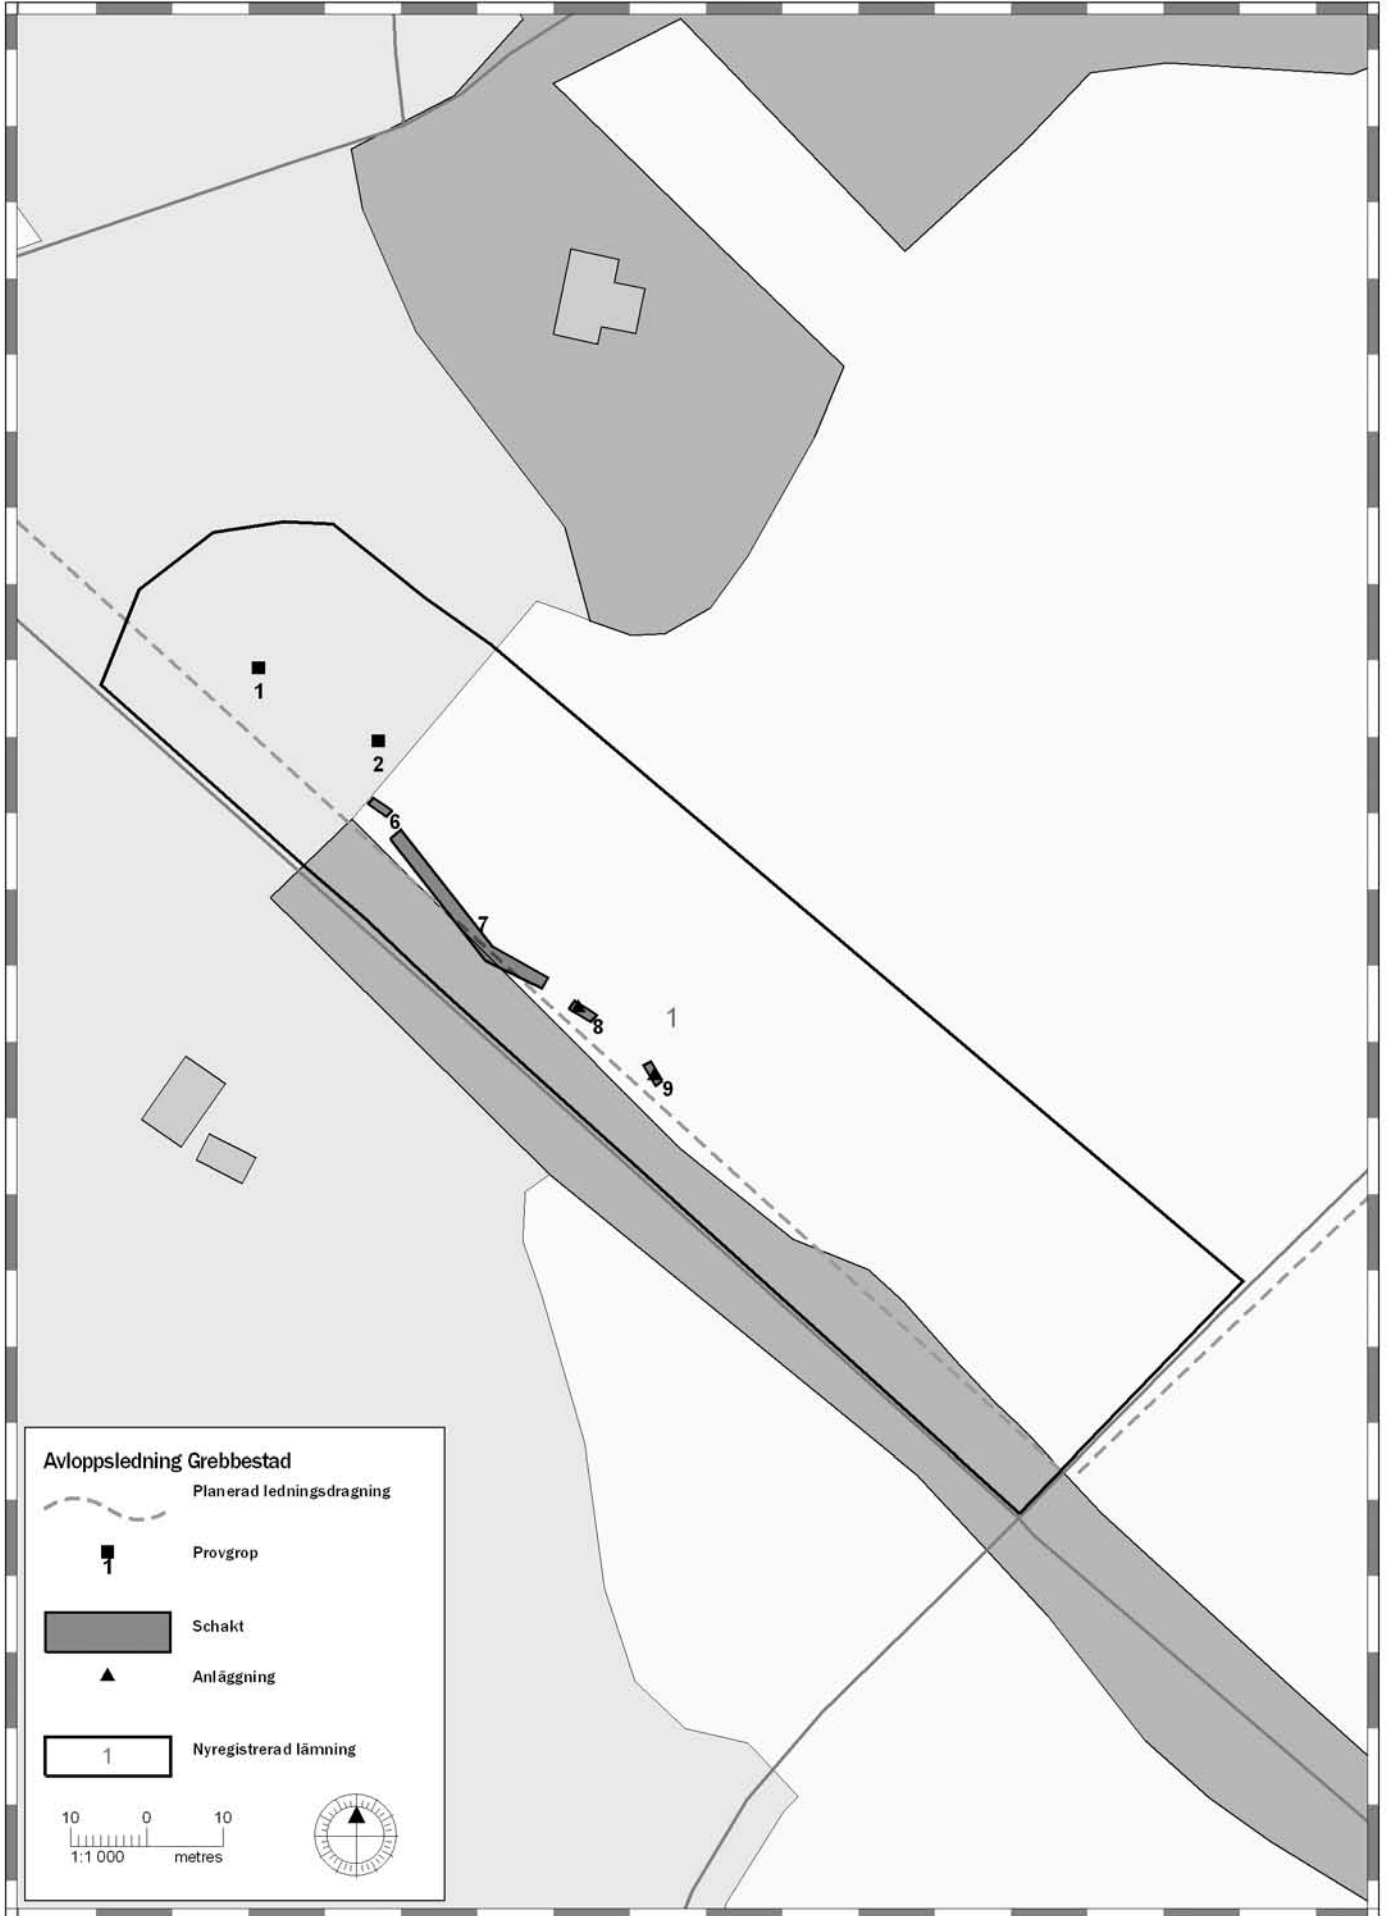 1
2
6
7
8
1
9
Avloppsledning Grebbestad
Planerad ledningsdragning
1
Provgrop
Schakt
Anläggning
1
Nyregistrerad lämning
10 0 10
1:1 000 metres